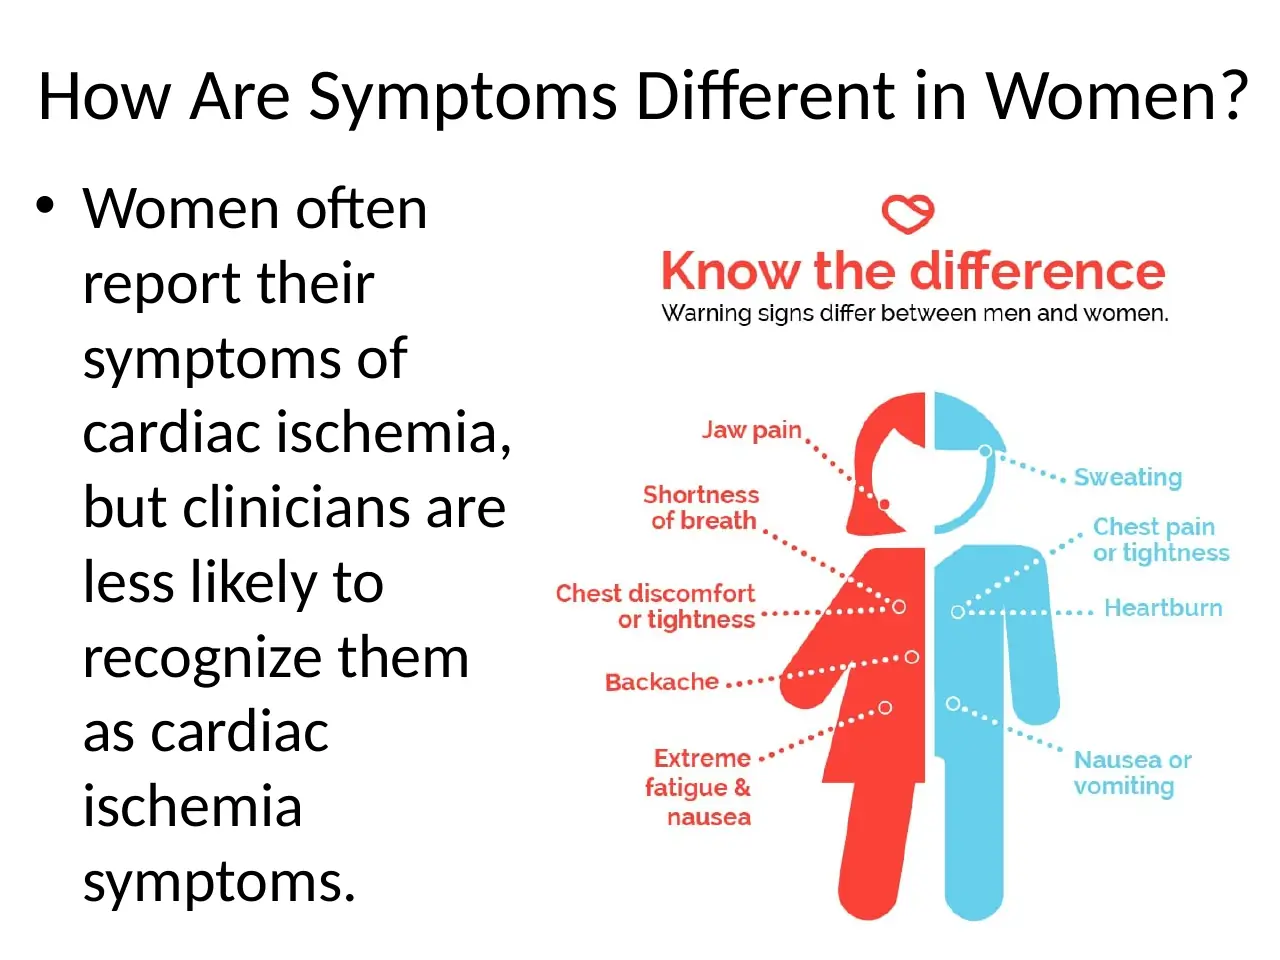 How Are Symptoms Different in Women?
• Women often
report their
symptoms of
cardiac ischemia,
but clinicians are
less likely to
recognize them
as cardiac
ischemia
symptoms.
Know the difference
Warning signs differ between men and women.
Jaw pain
Shortness
of breath
Chest discomfort
or tightness
Backache
Extreme
fatigue &
nausea
Sweating
Chest pain
or tightness
Heartburn
Nausea or
vomiting